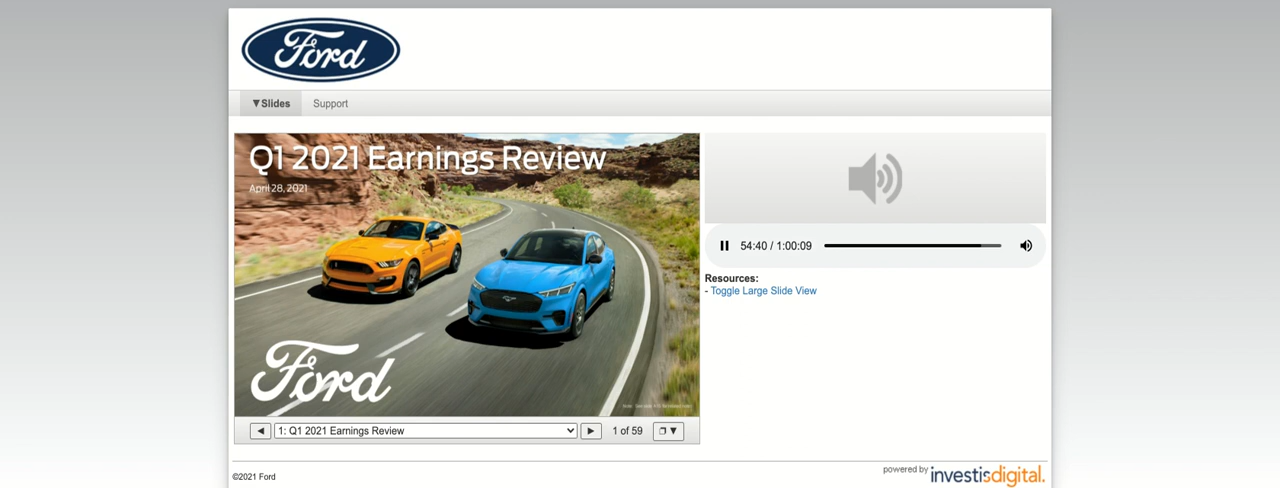 Ford
▼Slides Support
Q1 2021 Earnings Review
April 28, 2021
Ford
◄ 1: Q1 2021 Earnings Review ► 1 of 59 ▼
54:40 / 1:00:09
Resources:
- Toggle Large Slide View
©2021 Ford
powered by investisdigital.